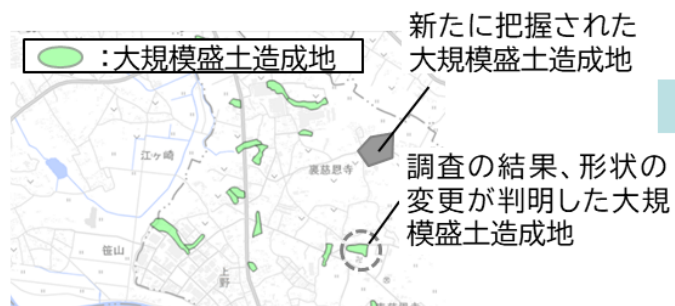 新たに把握された
大規模盛土造成地
:大規模盛土造成地
江ヶ崎
裏慈恩寺
調査の結果、形状の
変更が判明した大規
模盛土造成地
笹山
上野